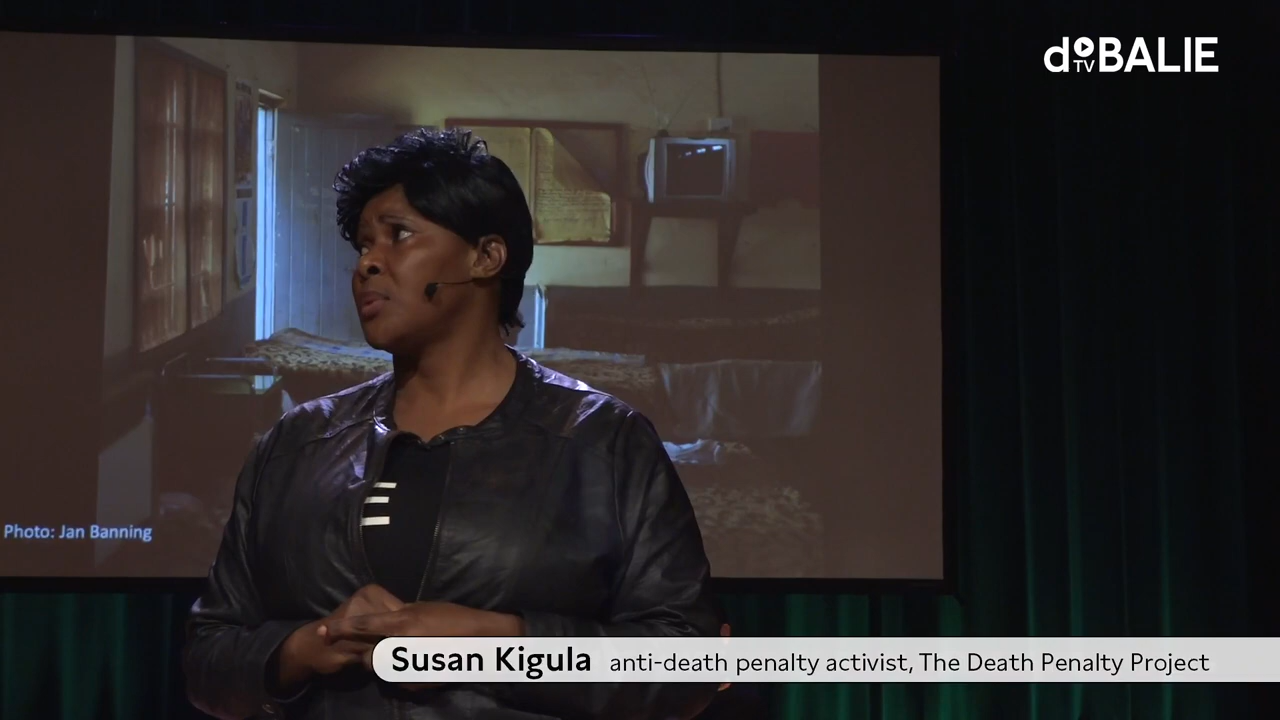 deBALIE
TV
Photo: Jan Banning
Susan Kigula anti-death penalty activist, The Death Penalty Project